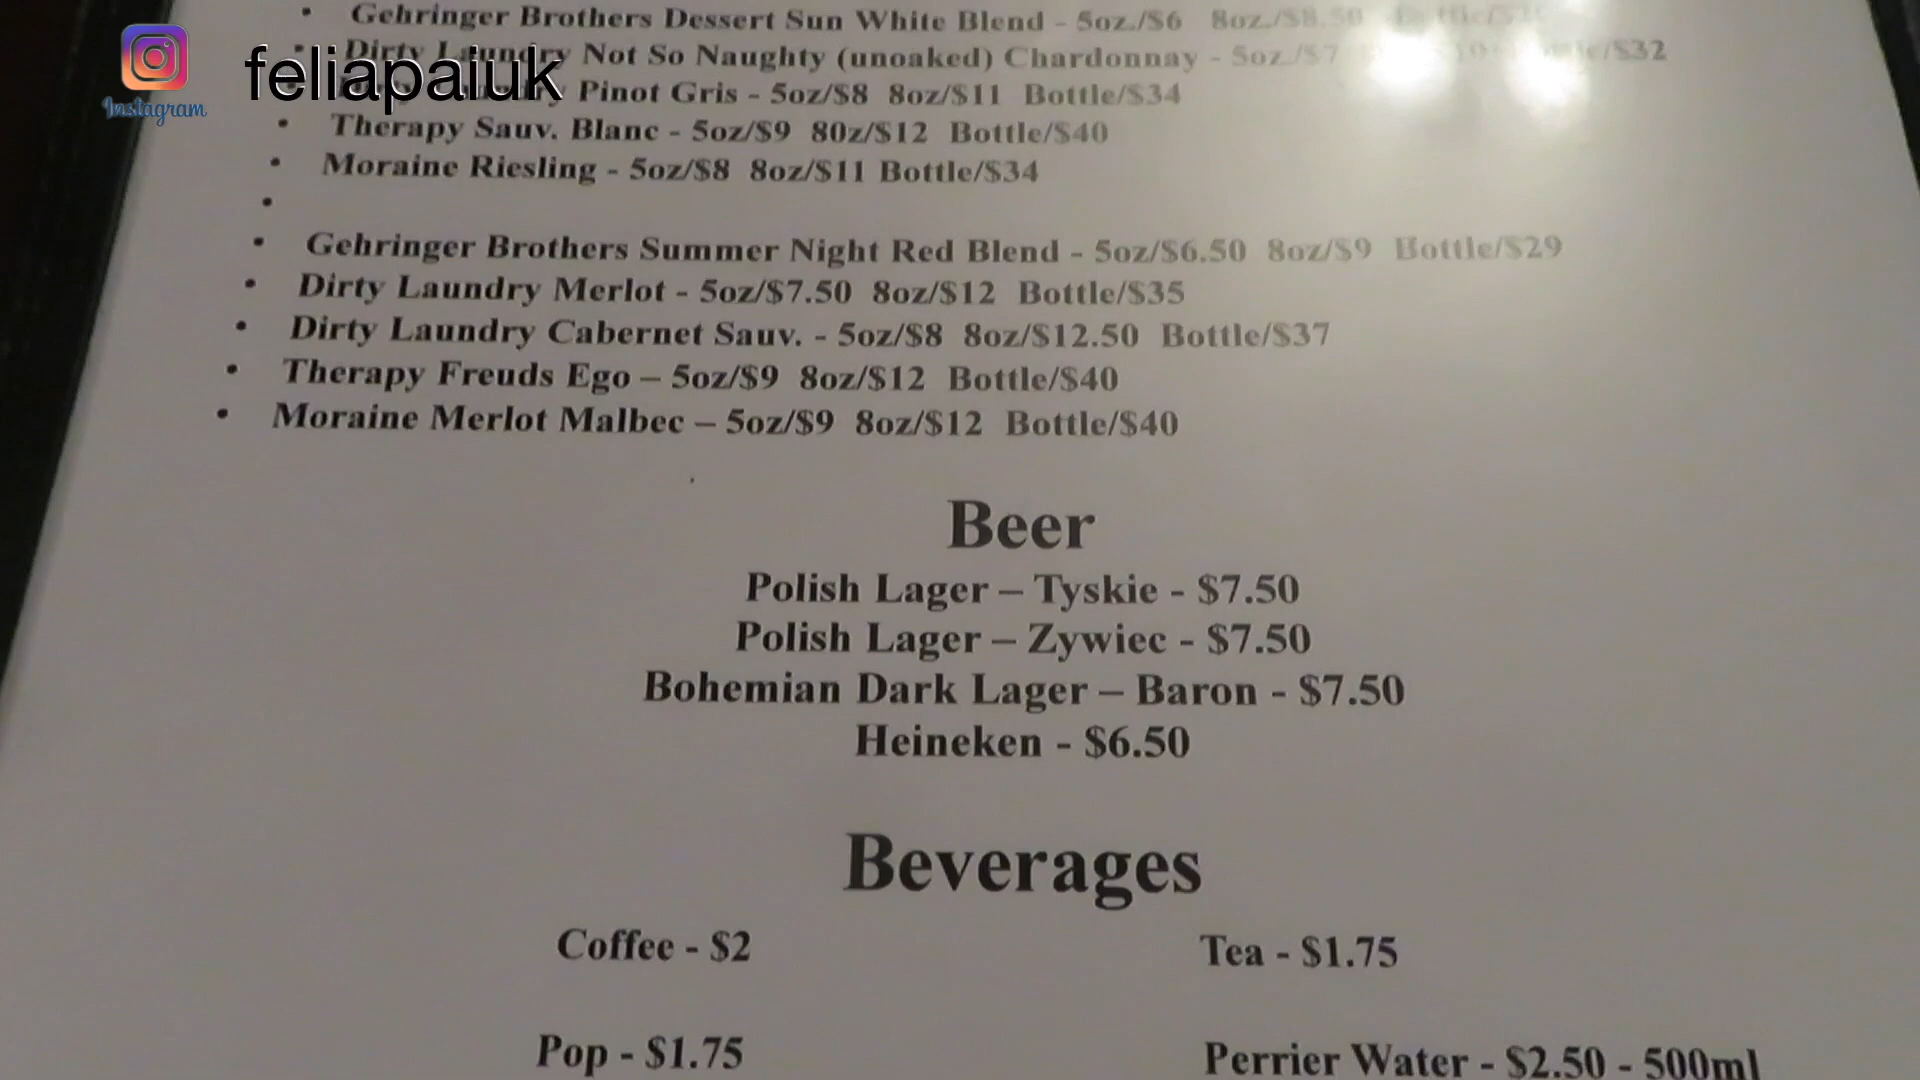 Gehringer Brothers Dessert Sun White Blend - 5oz./$6 8oz./$8.50
Instagram
feliapaiuk
Dirty Laundry Not So Naughty (unoaked) Chardonnay - 5oz./$7 $32
Pinot Gris - 5oz/$8 8oz/$11 Bottle/$34
• Therapy Sauv. Blanc - 5oz/$9 80z/$12 Bottle/$40
• Moraine Riesling - 5oz/$8 8oz/$11 Bottle/$34
•
• Gehringer Brothers Summer Night Red Blend - 5oz/$6.50 8oz/$9 Bottle/$29
• Dirty Laundry Merlot - 5oz/$7.50 8oz/$12 Bottle/$35
• Dirty Laundry Cabernet Sauv. - 5oz/$8 8oz/$12.50 Bottle/$37
• Therapy Freuds Ego – 5oz/$9 8oz/$12 Bottle/$40
• Moraine Merlot Malbec – 5oz/$9 8oz/$12 Bottle/$40
Beer
Polish Lager – Tyskie - $7.50
Polish Lager – Zywiec - $7.50
Bohemian Dark Lager – Baron - $7.50
Heineken - $6.50
Beverages
Coffee - $2
Tea - $1.75
Pop - $1.75
Perrier Water - $2.50 - 500ml